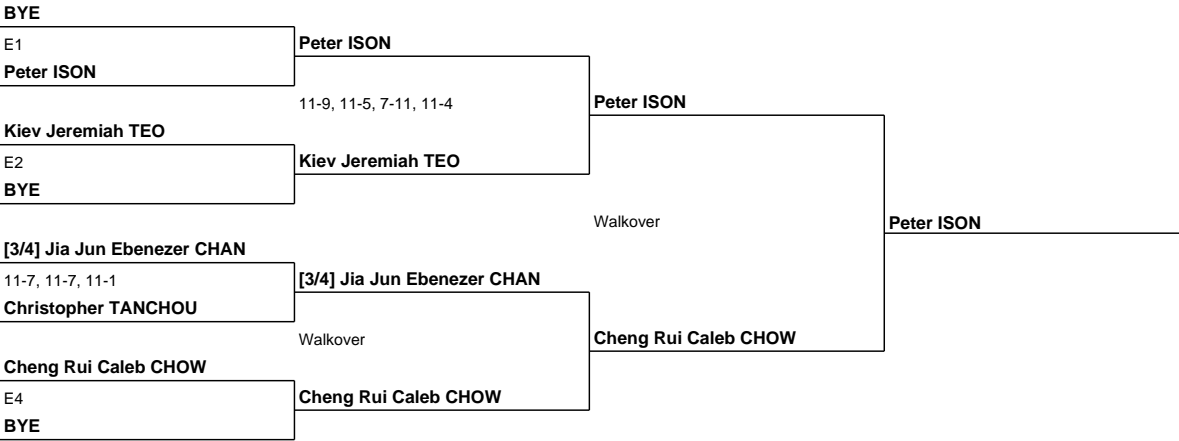 BYE
E1
Peter ISON
Peter ISON
11-9, 11-5, 7-11, 11-4
Peter ISON
Kiev Jeremiah TEO
E2
Kiev Jeremiah TEO
BYE
Walkover
Peter ISON
[3/4] Jia Jun Ebenezer CHAN
11-7, 11-7, 11-1
[3/4] Jia Jun Ebenezer CHAN
Christopher TANCHOU
Walkover
Cheng Rui Caleb CHOW
Cheng Rui Caleb CHOW
E4
Cheng Rui Caleb CHOW
BYE